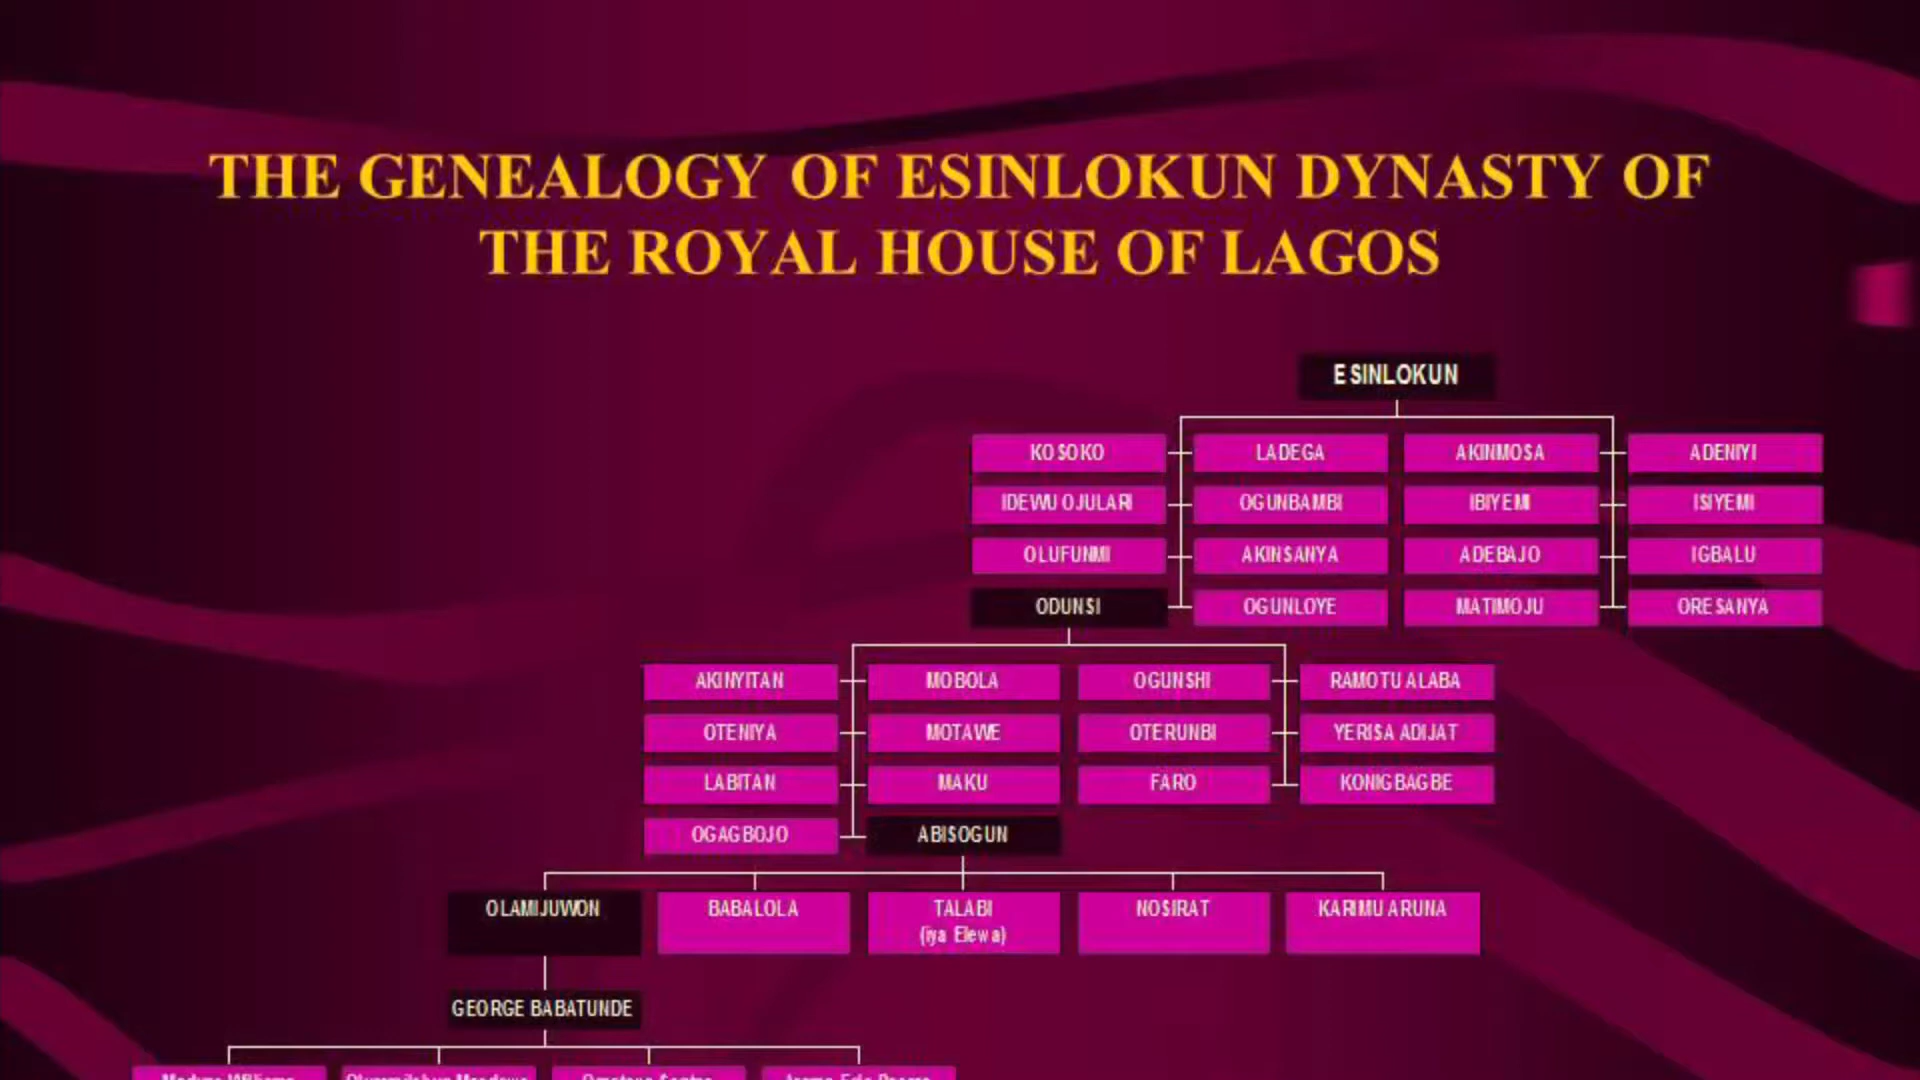 THE GENEALOGY OF ESINLOKUN DYNASTY OF
THE ROYAL HOUSE OF LAGOS
ESINLOKUN
KOSOKO LADEGA AKINMOSA ADENIYI
IDEWU OJULARI OGUNBAMBI IBIYEMI ISIYEMI
OLUFUNMI AKINSANYA ADEBAJO IGBALU
ODUNSI OGUNLOYE MATIMOJU ORESANYA
AKINYITAN MOBOLA OGUNSHI RAMOTU ALABA
OTENIYA MOTAWE OTERUNBI YERISA ADIJAT
LABITAN MAKU FARO KONIGBAGBE
OGAGBOJO ABISOGUN
OLAMIJUWON BABALOLA TALABI NOSIRAT KARIMU ARUNA
(iya Elewa)
GEORGE BABATUNDE